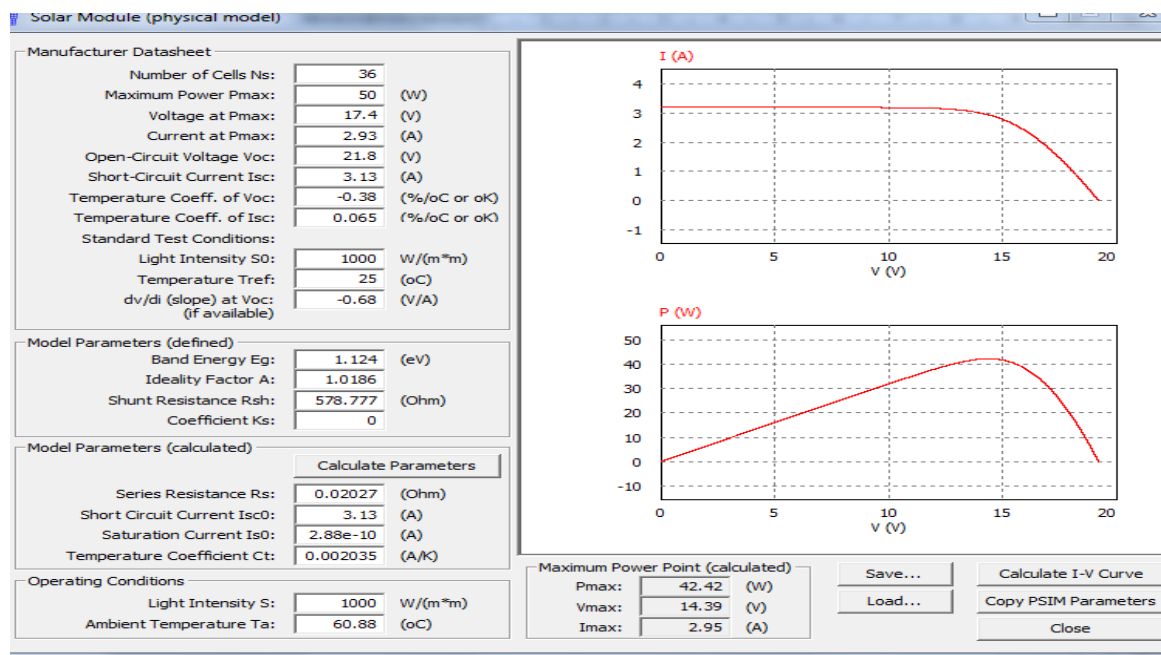 Solar Module (physical model)
Manufacturer Datasheet
Number of Cells Ns: 36
Maximum Power Pmax: 50 (W)
Voltage at Pmax: 17.4 (V)
Current at Pmax: 2.93 (A)
Open-Circuit Voltage Voc: 21.8 (V)
Short-Circuit Current Isc: 3.13 (A)
Temperature Coeff. of Voc: -0.38 (%/oC or oK)
Temperature Coeff. of Isc: 0.065 (%/oC or oK)
Standard Test Conditions:
Light Intensity S0: 1000 W/(m*m)
Temperature Tref: 25 (oC)
dv/di (slope) at Voc: -0.68 (V/A)
(if available)
Model Parameters (defined)
Band Energy Eg: 1.124 (eV)
Ideality Factor A: 1.0186
Shunt Resistance Rsh: 578.777 (Ohm)
Coefficient Ks: 0
Model Parameters (calculated)
Calculate Parameters
Series Resistance Rs: 0.02027 (Ohm)
Short Circuit Current Isc0: 3.13 (A)
Saturation Current Is0: 2.88e-10 (A)
Temperature Coefficient Ct: 0.002035 (A/K)
Operating Conditions
Light Intensity S: 1000 W/(m*m)
Ambient Temperature Ta: 60.88 (oC)
I (A)
4
3
2
1
0
-1
0 5 10 15 20
V (V)
P (W)
50
40
30
20
10
0
-10
0 5 10 15 20
V (V)
Maximum Power Point (calculated)
Pmax: 42.42 (W)
Vmax: 14.39 (V)
Imax: 2.95 (A)
Save... Calculate I-V Curve
Load... Copy PSIM Parameters
Close